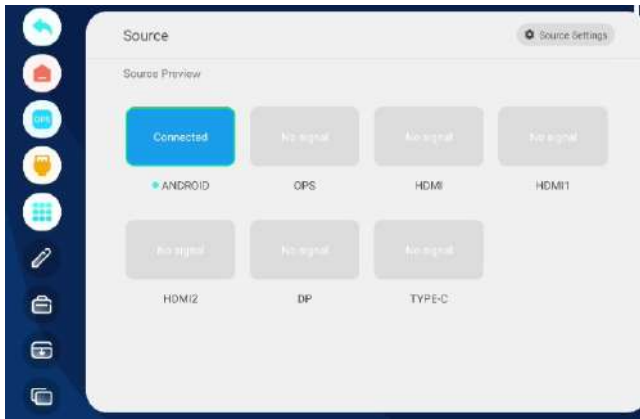 Source
Source Settings
Source Preview
OPS
Connected
No signal
No signal
No signal
ANDROID
OPS
HDMI
HDMI1
No signal
No signal
No signal
HDMI2
DP
TYPE-C